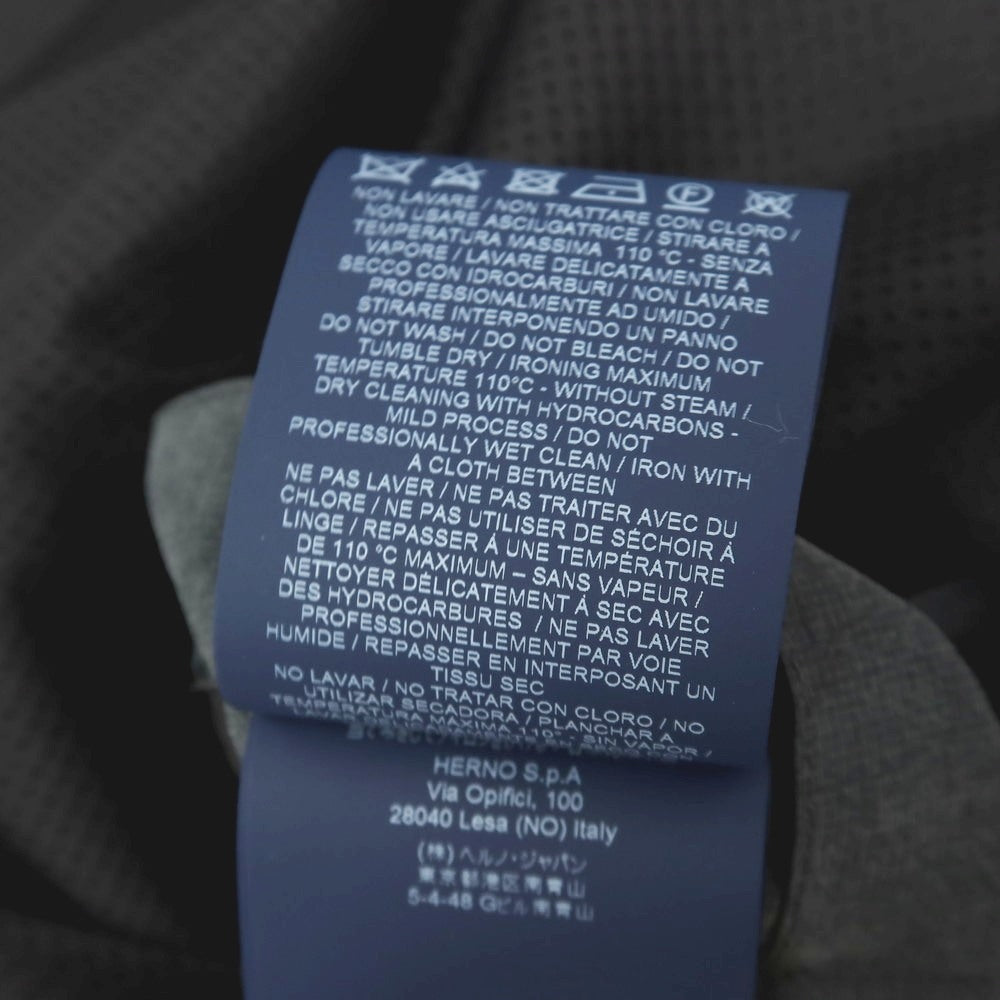 NON LAVARE / NON TRATTARE CON CLORO /
NON USARE ASCIUGATRICE / STIRARE A
TEMPERATURA MASSIMA 110 °C - SENZA
VAPORE / LAVARE DELICATAMENTE A
SECCO CON IDROCARBURI / NON LAVARE
PROFESSIONALMENTE AD UMIDO /
STIRARE INTERPONENDO UN PANNO
DO NOT WASH / DO NOT BLEACH / DO NOT
TUMBLE DRY / IRONING MAXIMUM
TEMPERATURE 110°C - WITHOUT STEAM /
DRY CLEANING WITH HYDROCARBONS -
MILD PROCESS / DO NOT
PROFESSIONALLY WET CLEAN / IRON WITH
A CLOTH BETWEEN
NE PAS LAVER / NE PAS TRAITER AVEC DU
CHLORE / NE PAS UTILISER DE SÉCHOIR À
LINGE / REPASSER À UNE TEMPÉRATURE
DE 110 °C MAXIMUM – SANS VAPEUR /
NETTOYER DÉLICATEMENT À SEC AVEC
DES HYDROCARBURES / NE PAS LAVER
PROFESSIONNELLEMENT PAR VOIE
HUMIDE / REPASSER EN INTERPOSANT UN
TISSU SEC
NO LAVAR / NO TRATAR CON CLORO / NO
UTILIZAR SECADORA / PLANCHAR A
TEMPERATURA MAXIMA 110° - SIN VAPOR /
HERNO S.p.A
Via Opifici, 100
28040 Lesa (NO) Italy
(株)ヘルノ・ジャパン
東京都港区南青山
5-4-48 Gビル南青山